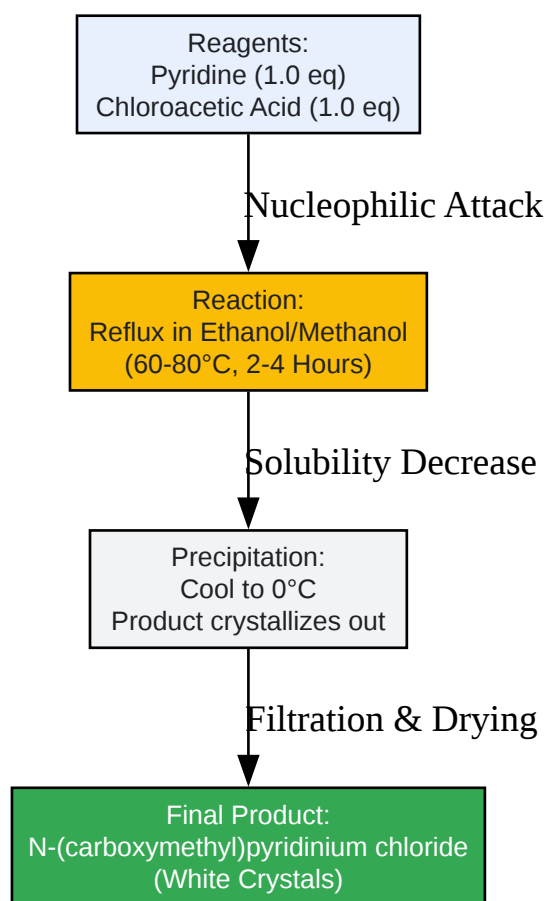 Reagents:
Pyridine (1.0 eq)
Chloroacetic Acid (1.0 eq)
Nucleophilic Attack
Reaction:
Reflux in Ethanol/Methanol
(60-80°C, 2-4 Hours)
Solubility Decrease
Precipitation:
Cool to 0°C
Product crystallizes out
Filtration & Drying
Final Product:
N-(carboxymethyl)pyridinium chloride
(White Crystals)